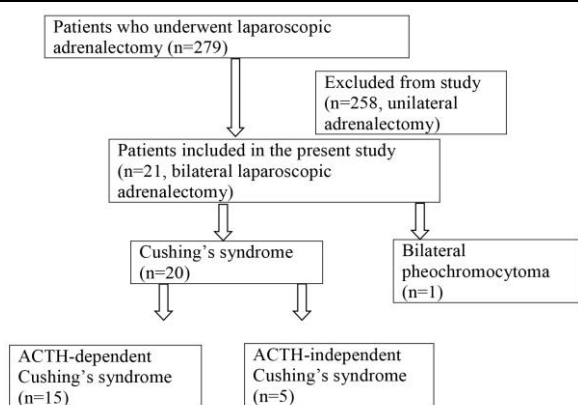 Patients who underwent laparoscopic
adrenalectomy (n=279)
Excluded from study
(n=258, unilateral
adrenalectomy)
Patients included in the present study
(n=21, bilateral laparoscopic
adrenalectomy)
Cushing's syndrome
(n=20)
Bilateral
pheochromocytoma
(n=1)
ACTH-dependent
Cushing's syndrome
(n=15)
ACTH-independent
Cushing's syndrome
(n=5)